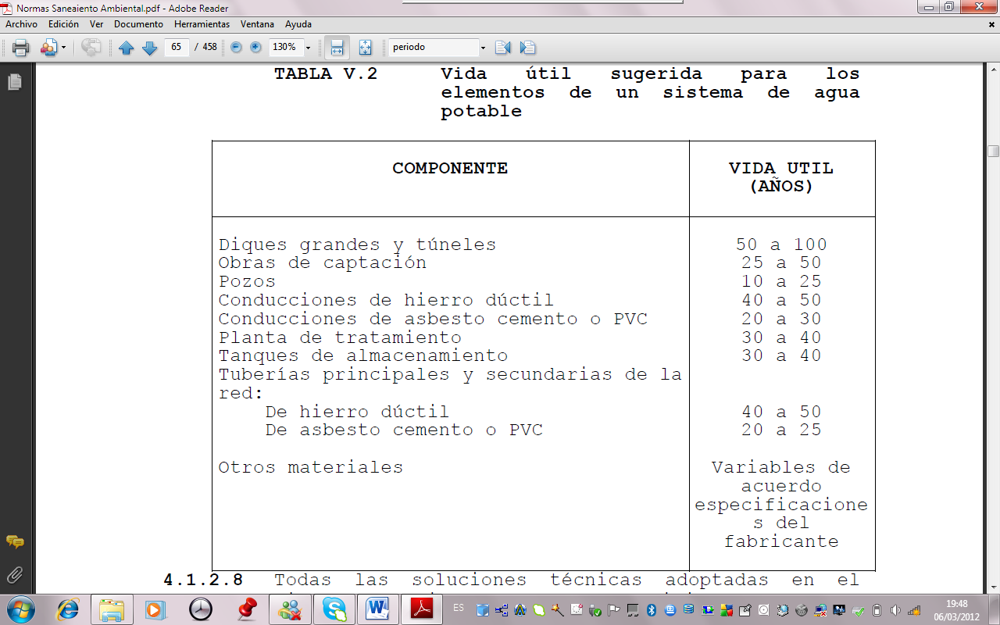 Normas Saneaiento Ambiental.pdf - Adobe Reader
Archivo Edición Ver Documento Herramientas Ventana Ayuda
65 / 458 130% periodo
TABLA V.2 Vida útil sugerida para los
elementos de un sistema de agua
potable
COMPONENTE VIDA UTIL
(AÑOS)
Diques grandes y túneles 50 a 100
Obras de captación 25 a 50
Pozos 10 a 25
Conducciones de hierro dúctil 40 a 50
Conducciones de asbesto cemento o PVC 20 a 30
Planta de tratamiento 30 a 40
Tanques de almacenamiento 30 a 40
Tuberías principales y secundarias de la
red:
De hierro dúctil 40 a 50
De asbesto cemento o PVC 20 a 25
Otros materiales Variables de
acuerdo
especificacione
s del
fabricante
4.1.2.8 Todas las soluciones técnicas adoptadas en el
ES 19:48
06/03/2012